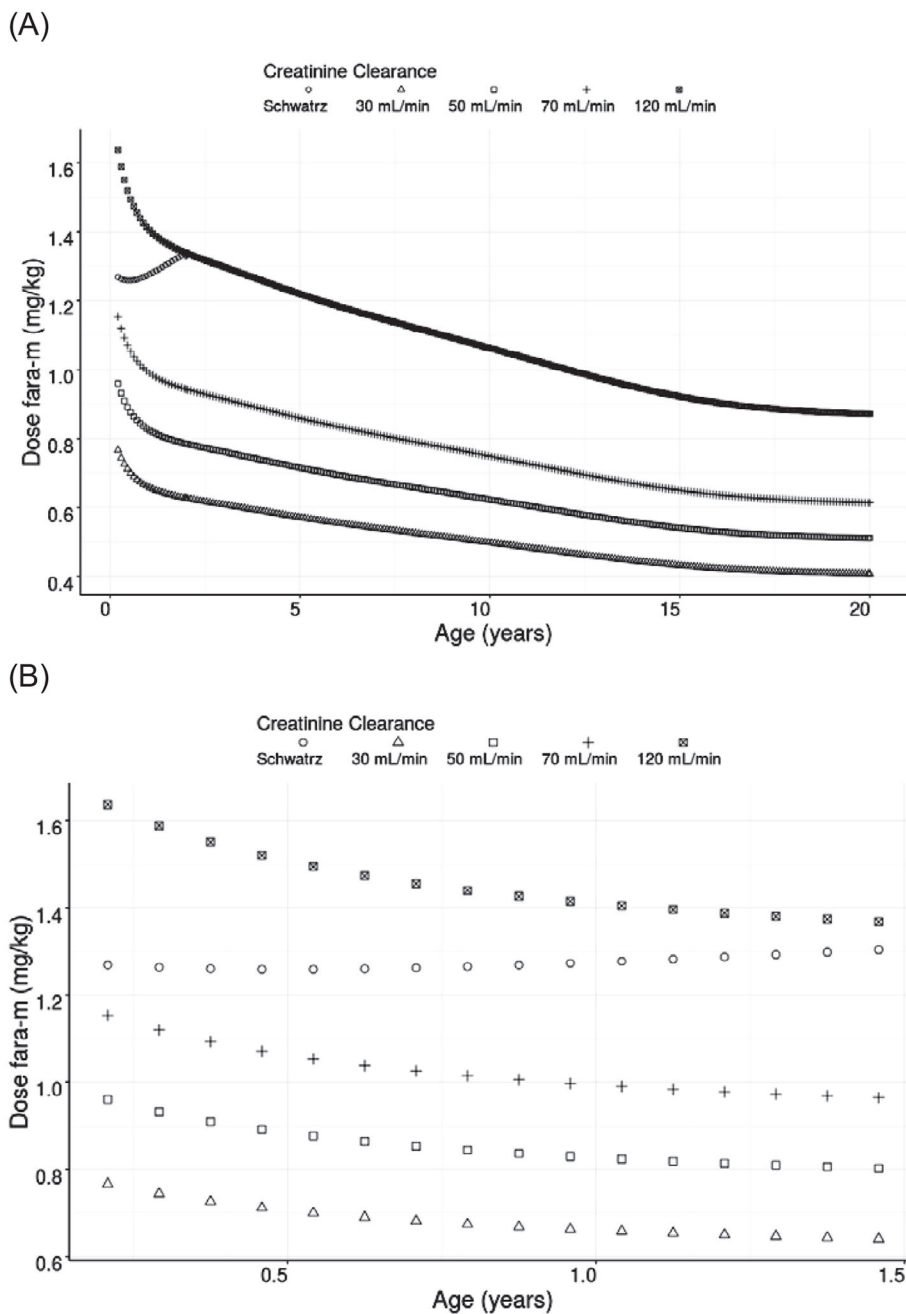 (A)
Creatinine Clearance
Schwatrz 30 mL/min 50 mL/min 70 mL/min 120 mL/min
Dose fara-m (mg/kg)
1.6
1.4
1.2
1.0
0.8
0.6
0.4
0 5 10 15 20
Age (years)
(B)
Creatinine Clearance
Schwatrz 30 mL/min 50 mL/min 70 mL/min 120 mL/min
Dose fara-m (mg/kg)
1.6
1.4
1.2
1.0
0.8
0.6
0.5 1.0 1.5
Age (years)